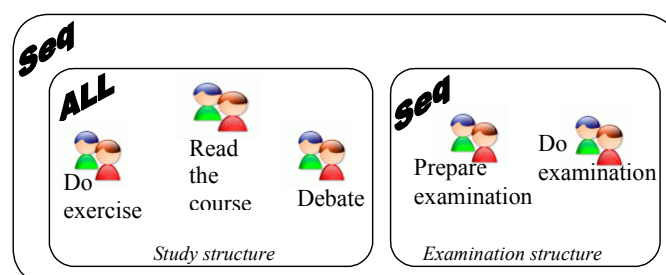 Seq
ALL
Do
exercise
Read
the
course
Debate
Study structure
Seq
Prepare
examination
Do
examination
Examination structure